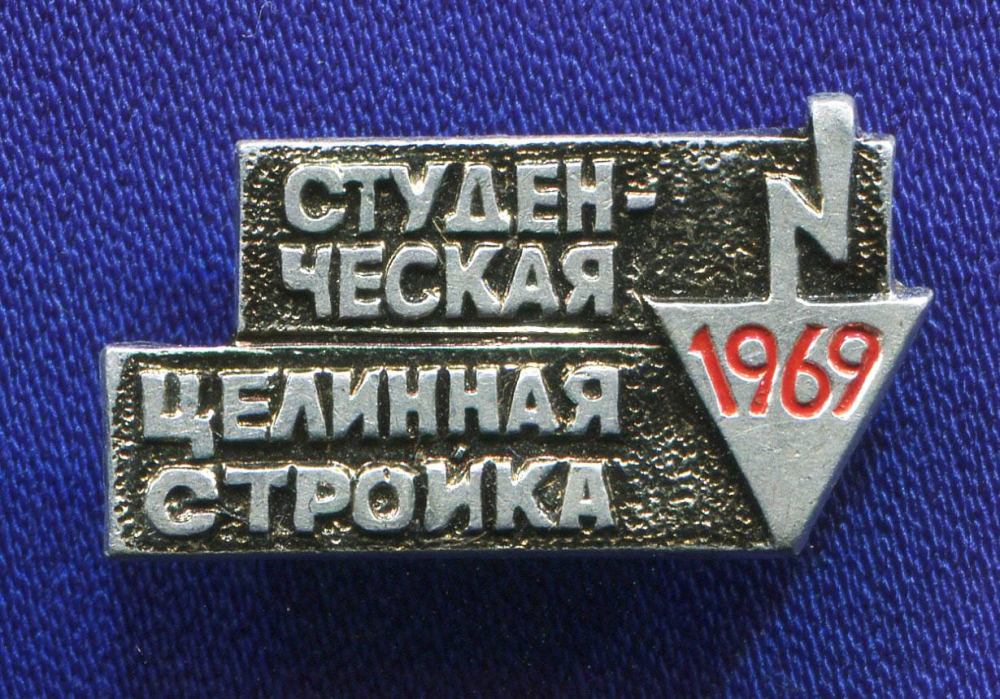 СТУДЕН-
ЧЕСКАЯ
ЦЕЛИННАЯ
СТРОЙКА
1969